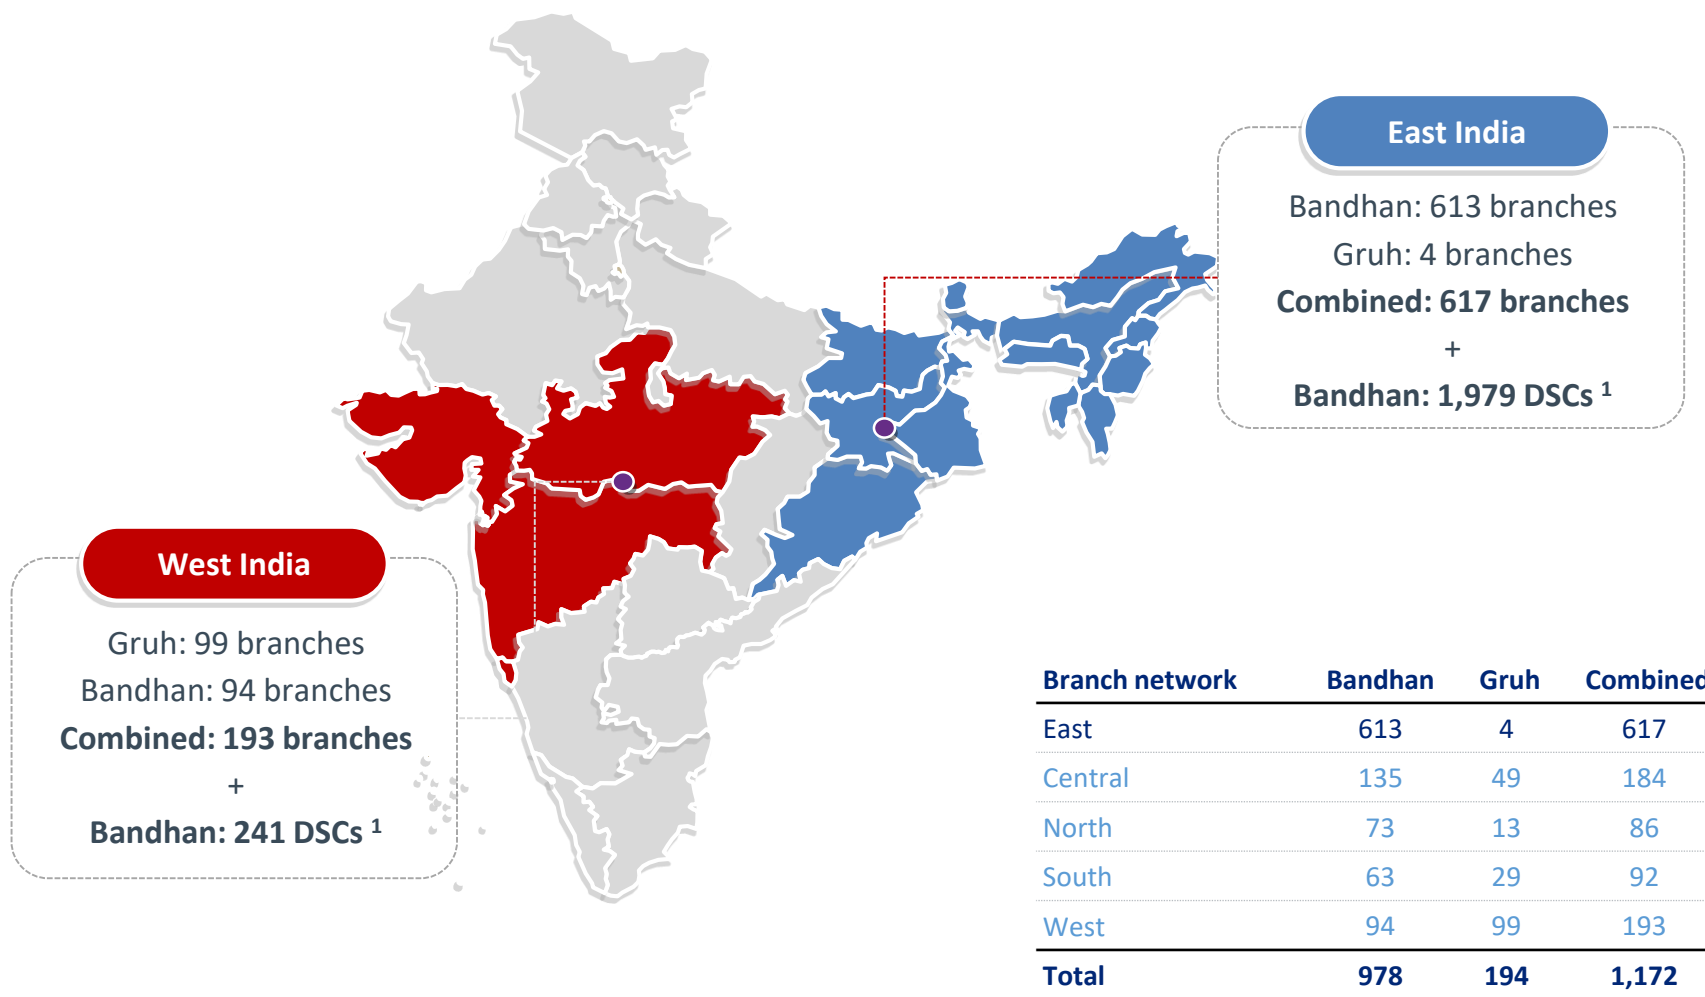 East India
Bandhan: 613 branches
Gruh: 4 branches
Combined: 617 branches
+
Bandhan: 1,979 DSCs 1
West India
Gruh: 99 branches
Bandhan: 94 branches
Combined: 193 branches
+
Bandhan: 241 DSCs 1
Branch network Bandhan Gruh Combined
East 613 4 617
Central 135 49 184
North 73 13 86
South 63 29 92
West 94 99 193
Total 978 194 1,172